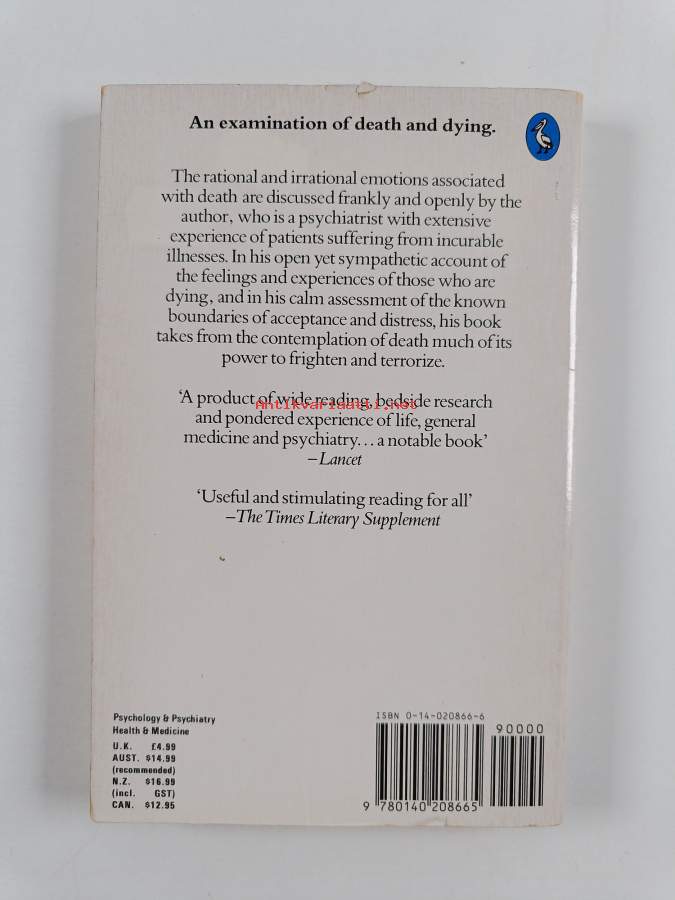 An examination of death and dying.
The rational and irrational emotions associated
with death are discussed frankly and openly by the
author, who is a psychiatrist with extensive
experience of patients suffering from incurable
illnesses. In his open yet sympathetic account of
the feelings and experiences of those who are
dying, and in his calm assessment of the known
boundaries of acceptance and distress, his book
takes from the contemplation of death much of its
power to frighten and terrorize.
‘A product of wide reading, bedside research
Antikvariaatti.net
and pondered experience of life, general
medicine and psychiatry... a notable book’
–Lancet
‘Useful and stimulating reading for all’
–The Times Literary Supplement
Psychology & Psychiatry
Health & Medicine
U.K. £4.99
AUST. $14.99
(recommended)
N.Z. $16.99
(incl. GST)
CAN. $12.95
ISBN 0-14-020866-6
90000
9 780140 208665